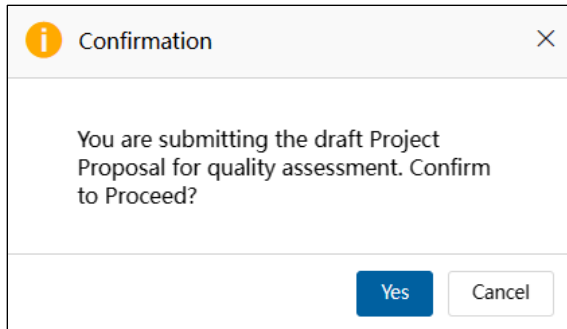 Confirmation
You are submitting the draft Project
Proposal for quality assessment. Confirm
to Proceed?
Yes
Cancel